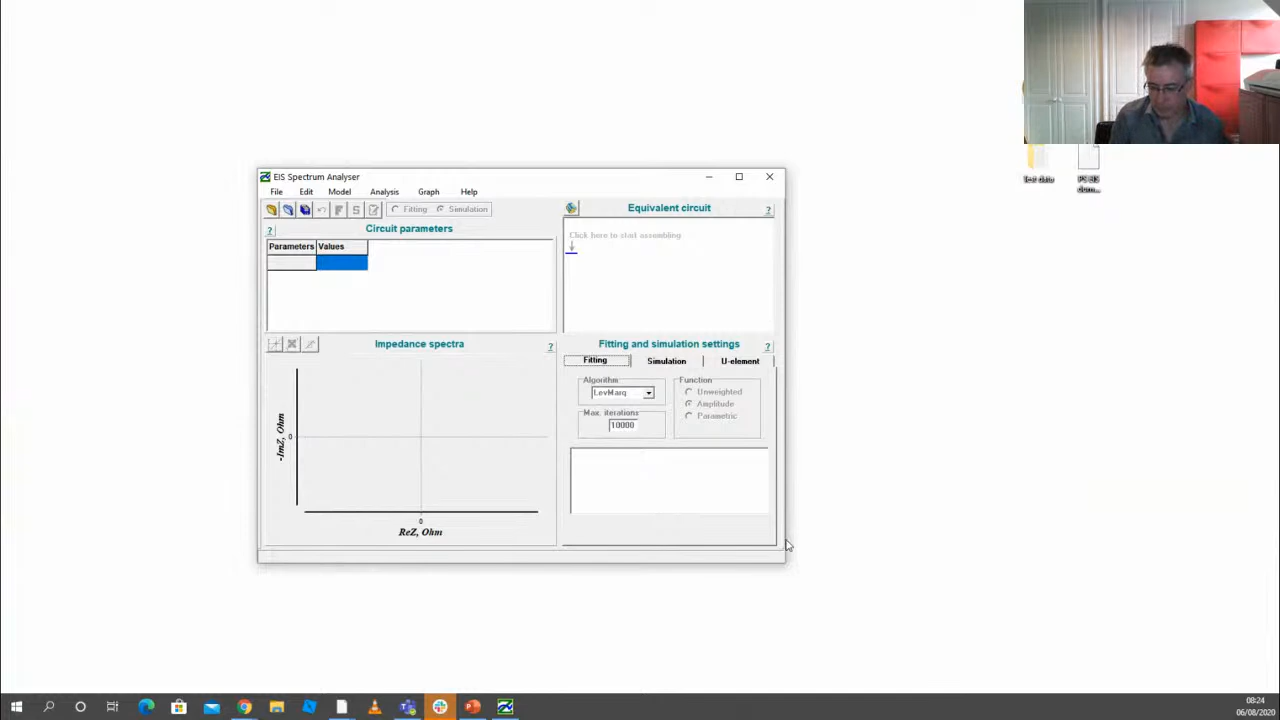 EIS Spectrum Analyser
File Edit Model Analysis Graph Help
F S Fitting Simulation
Equivalent circuit ?
? Circuit parameters
Click here to start assembling
Parameters Values
Impedance spectra ?
-ImZ, Ohm
0
0
ReZ, Ohm
Fitting and simulation settings ?
Fitting Simulation U-element
Algorithm
LevMarq
Max. iterations
10000
Function
Unweighted
Amplitude
Parametric
Test data
08:24
06/08/2020